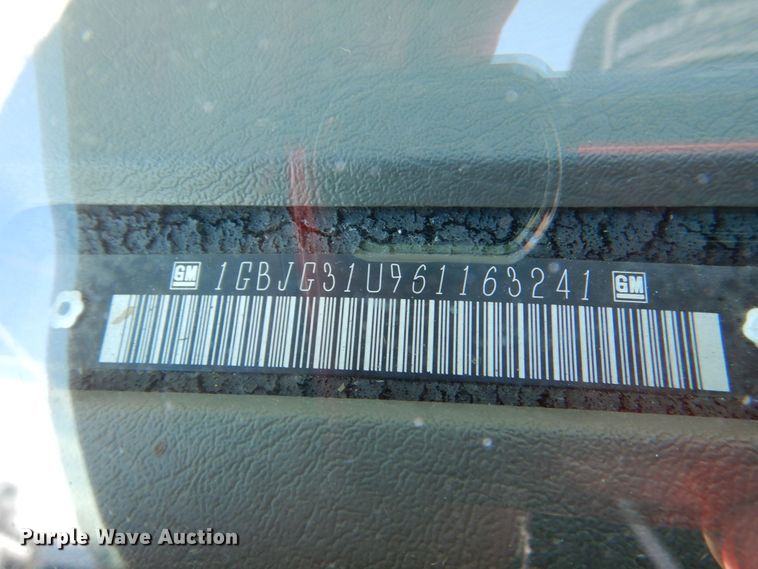 GM 1GBJG31U961163241 GM
Purple Wave Auction